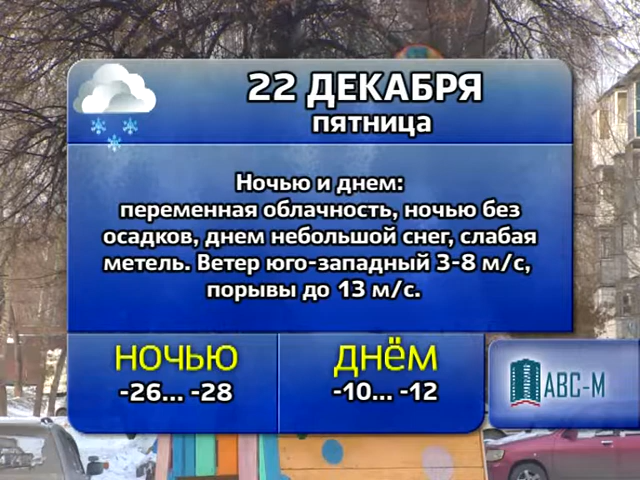 22 ДЕКАБРЯ
пятница
Ночью и днем:
переменная облачность, ночью без
осадков, днем небольшой снег, слабая
метель. Ветер юго-западный 3-8 м/с,
порывы до 13 м/с.
НОЧЬЮ
-26... -28
ДНЁМ
-10... -12
АВС-М